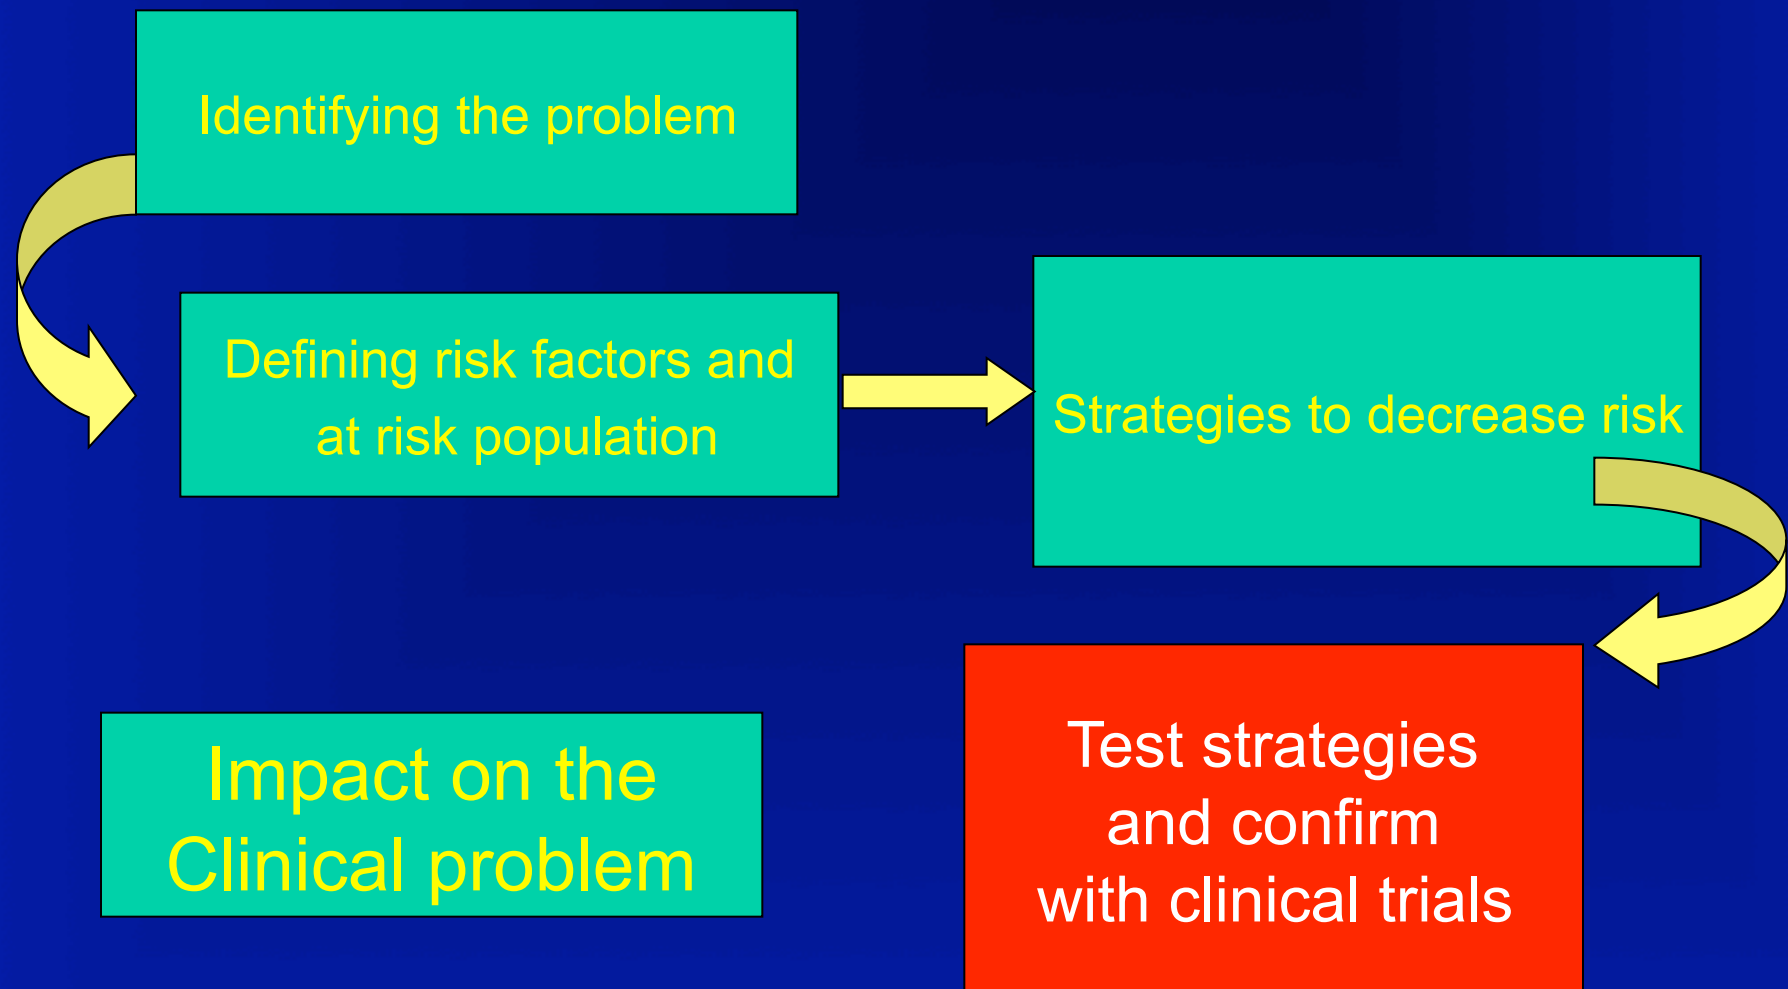 Identifying the problem
Defining risk factors and
at risk population
Strategies to decrease risk
Test strategies
and confirm
with clinical trials
Impact on the
Clinical problem